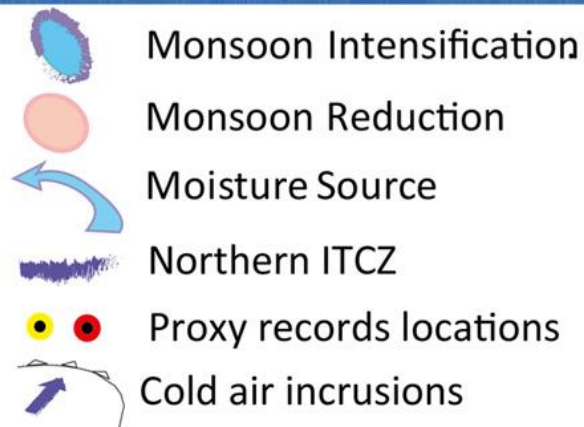 Monsoon Intensification
Monsoon Reduction
Moisture Source
Northern ITCZ
Proxy records locations
Cold air incrusions